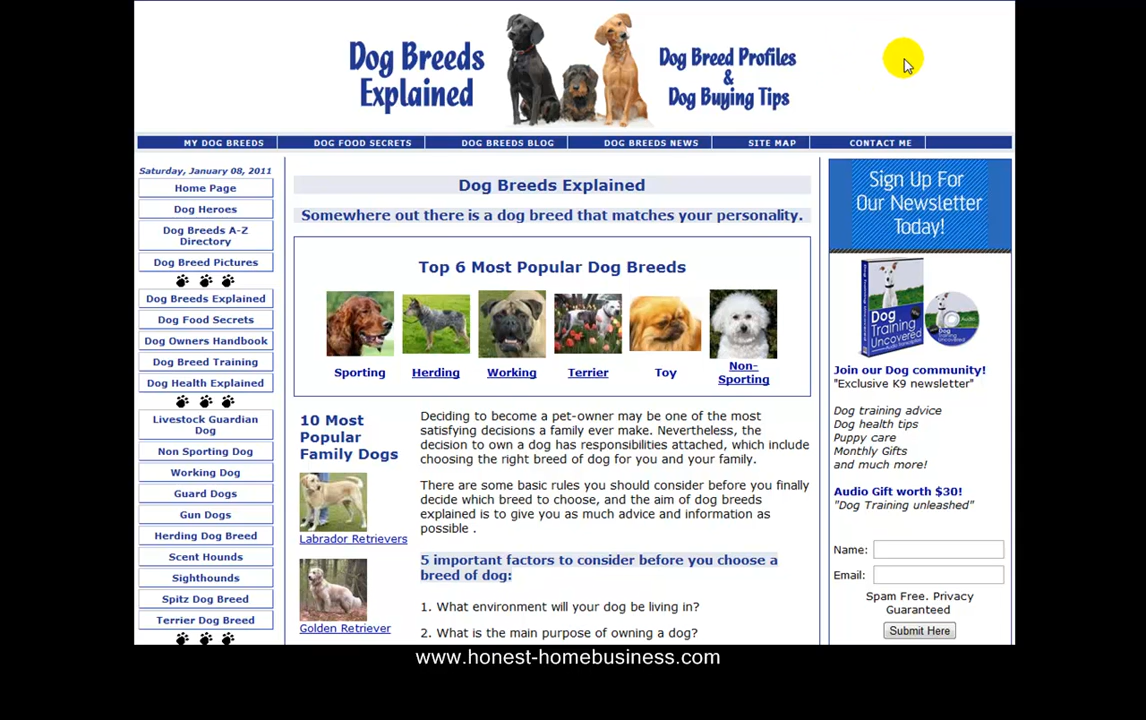 Dog Breeds
Explained
Dog Breed Profiles
&
Dog Buying Tips
MY DOG BREEDS
DOG FOOD SECRETS
DOG BREEDS BLOG
DOG BREEDS NEWS
SITE MAP
CONTACT ME
Saturday, January 08, 2011
Home Page
Dog Heroes
Dog Breeds A-Z
Directory
Dog Breed Pictures
Dog Breeds Explained
Dog Food Secrets
Dog Owners Handbook
Dog Breed Training
Dog Health Explained
Livestock Guardian
Dog
Non Sporting Dog
Working Dog
Guard Dogs
Gun Dogs
Herding Dog Breed
Scent Hounds
Sighthounds
Spitz Dog Breed
Terrier Dog Breed
Dog Breeds Explained
Somewhere out there is a dog breed that matches your personality.
Top 6 Most Popular Dog Breeds
Sporting
Herding
Working
Terrier
Toy
Non-
Sporting
10 Most
Popular
Family Dogs
Labrador Retrievers
Golden Retriever
Deciding to become a pet-owner may be one of the most
satisfying decisions a family ever make. Nevertheless, the
decision to own a dog has responsibilities attached, which include
choosing the right breed of dog for you and your family.
There are some basic rules you should consider before you finally
decide which breed to choose, and the aim of dog breeds
explained is to give you as much advice and information as
possible .
5 important factors to consider before you choose a
breed of dog:
1. What environment will your dog be living in?
2. What is the main purpose of owning a dog?
Sign Up For
Our Newsletter
Today!
Dog
Training
Uncovered
Join our Dog community!
"Exclusive K9 newsletter"
Dog training advice
Dog health tips
Puppy care
Monthly Gifts
and much more!
Audio Gift worth $30!
"Dog Training unleashed"
Name:
Email:
Spam Free. Privacy
Guaranteed
Submit Here
www.honest-homebusiness.com